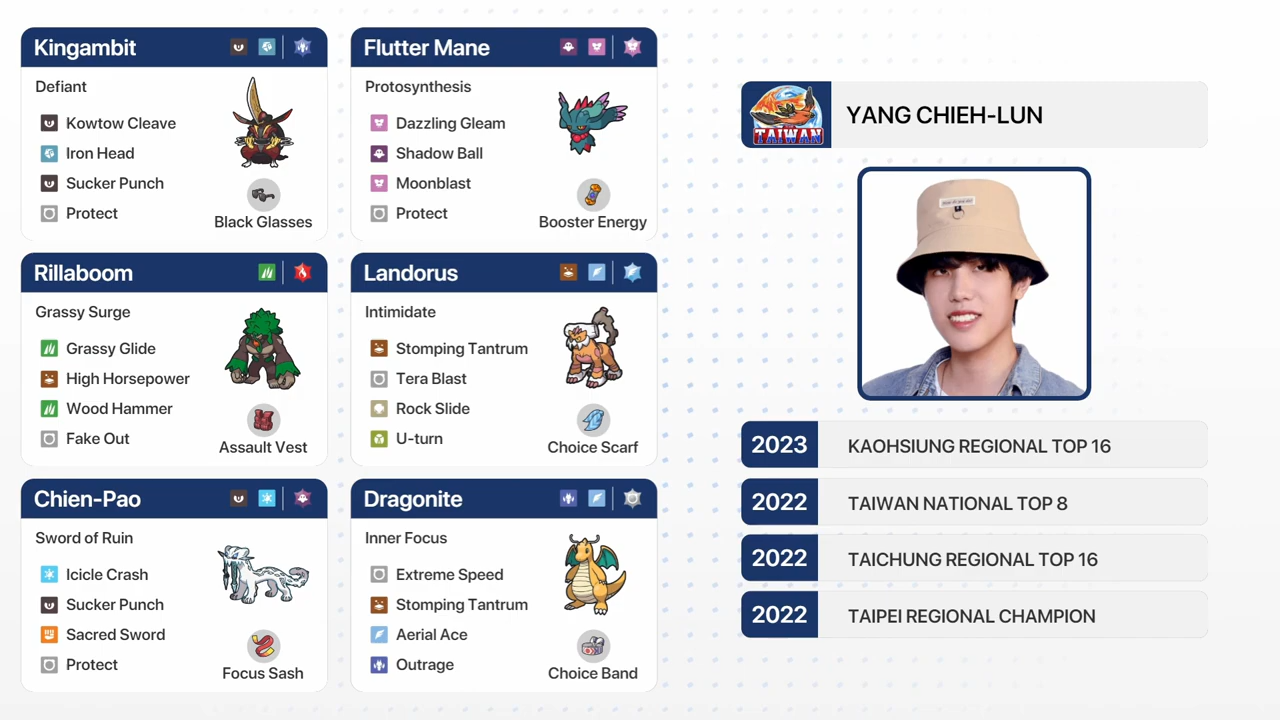 Kingambit
Defiant
Kowtow Cleave
Iron Head
Sucker Punch
Protect
Black Glasses
Flutter Mane
Protosynthesis
Dazzling Gleam
Shadow Ball
Moonblast
Protect
Booster Energy
Rillaboom
Grassy Surge
Grassy Glide
High Horsepower
Wood Hammer
Fake Out
Assault Vest
Landorus
Intimidate
Stomping Tantrum
Tera Blast
Rock Slide
U-turn
Choice Scarf
Chien-Pao
Sword of Ruin
Icicle Crash
Sucker Punch
Sacred Sword
Protect
Focus Sash
Dragonite
Inner Focus
Extreme Speed
Stomping Tantrum
Aerial Ace
Outrage
Choice Band
TAIWAN
YANG CHIEH-LUN
2023 KAOHSIUNG REGIONAL TOP 16
2022 TAIWAN NATIONAL TOP 8
2022 TAICHUNG REGIONAL TOP 16
2022 TAIPEI REGIONAL CHAMPION